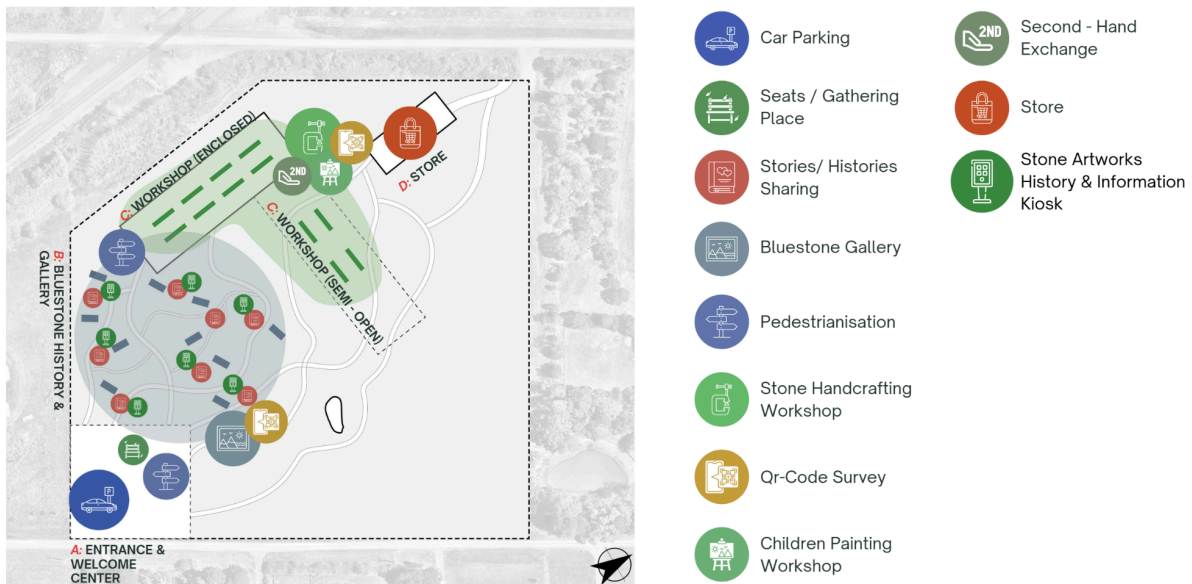 C: WORKSHOP (ENCLOSED)
2ND
D: STORE
C: WORKSHOP (SEMI - OPEN)
B: BLUESTONE HISTORY &
GALLERY
P
A: ENTRANCE &
WELCOME
CENTER
P
Car Parking
Seats / Gathering
Place
Stories/ Histories
Sharing
Bluestone Gallery
Pedestrianisation
Stone Handcrafting
Workshop
Qr-Code Survey
Children Painting
Workshop
2ND
Second - Hand
Exchange
Store
Stone Artworks
History & Information
Kiosk